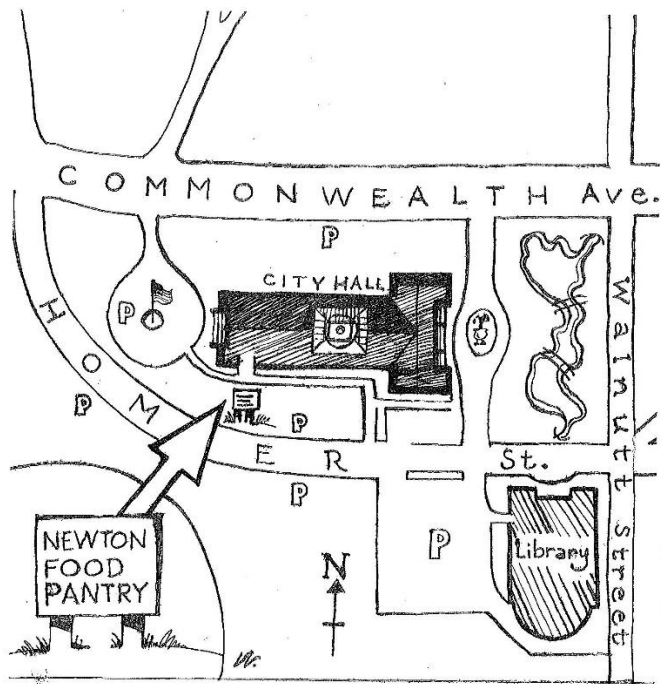 COMMONWEALTH Ave.
P
CITY HALL
P
HOMER St.
Walnutt Street
P
P
P
P
Library
NEWTON
FOOD
PANTRY
N